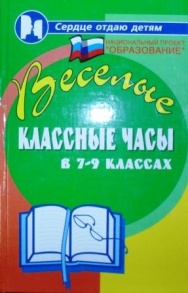 Сердце отдаю детям
НАЦИОНАЛЬНЫЙ ПРОЕКТ
"ОБРАЗОВАНИЕ"
Веселые
КЛАССНЫЕ ЧАСЫ
В 7-9 КЛАССАХ